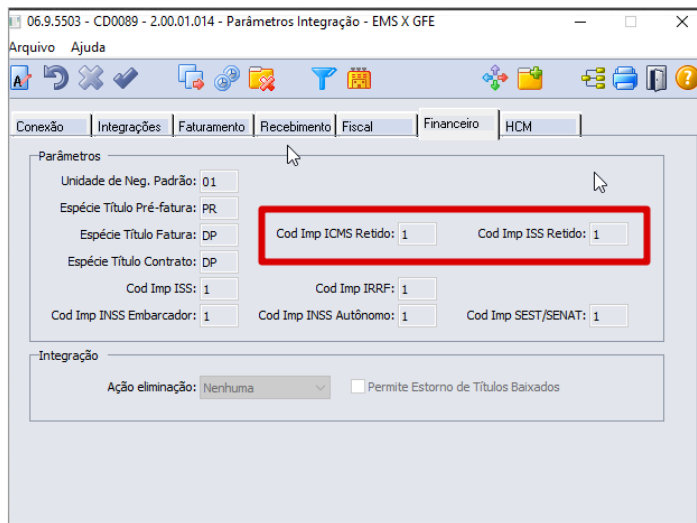 06.9.5503 - CD0089 - 2.00.01.014 - Parâmetros Integração - EMS X GFE
Arquivo Ajuda
Conexão Integrações Faturamento Recebimento Fiscal Financeiro HCM
Parâmetros
Unidade de Neg. Padrão: 01
Espécie Título Pré-fatura: PR
Espécie Título Fatura: DP Cod Imp ICMS Retido: 1 Cod Imp ISS Retido: 1
Espécie Título Contrato: DP
Cod Imp ISS: 1 Cod Imp IRRF: 1
Cod Imp INSS Embarcador: 1 Cod Imp INSS Autônomo: 1 Cod Imp SEST/SENAT: 1
Integração
Ação eliminação: Nenhuma Permite Estorno de Títulos Baixados